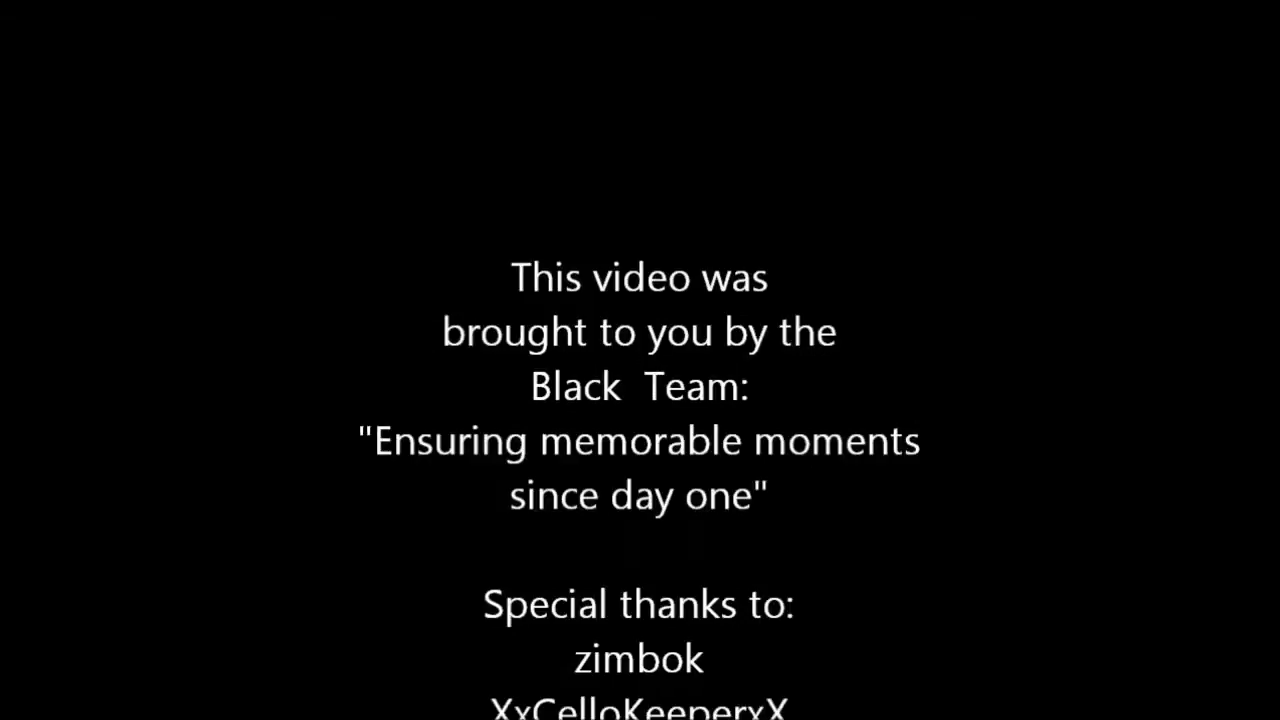 This video was
brought to you by the
Black  Team:
"Ensuring memorable moments
since day one"
Special thanks to:
zimbok
XxCelloKeeperxX